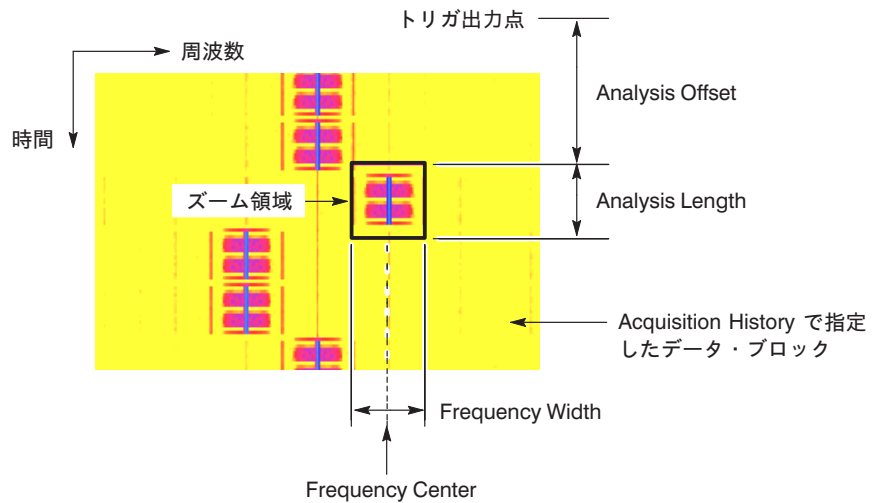 トリガ出力点
周波数
Analysis Offset
時間
ズーム領域
Analysis Length
Acquisition History で指定
したデータ・ブロック
Frequency Width
Frequency Center